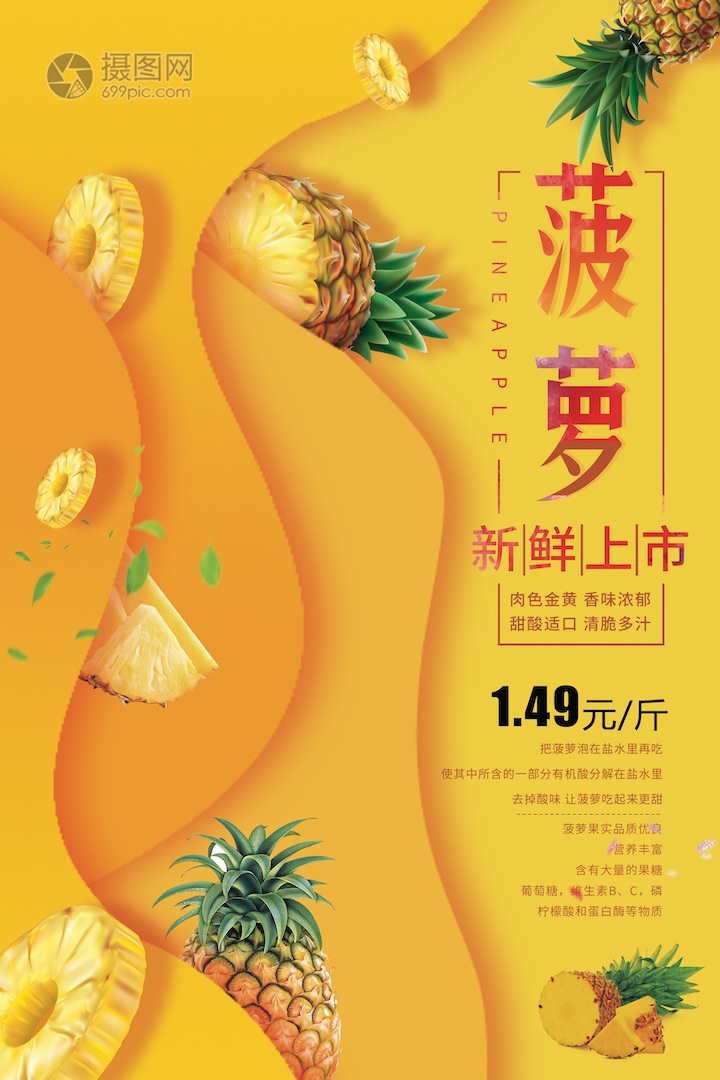 摄图网
699pic.com
菠萝
PINEAPPLE
新鲜上市
肉色金黄 香味浓郁
甜酸适口 清脆多汁
1.49元/斤
把菠萝泡在盐水里再吃
使其中所含的一部分有机酸分解在盐水里
去掉酸味 让菠萝吃起来更甜
菠萝果实品质优良
营养丰富
含有大量的果糖
葡萄糖，维生素B、C，磷
柠檬酸和蛋白酶等物质